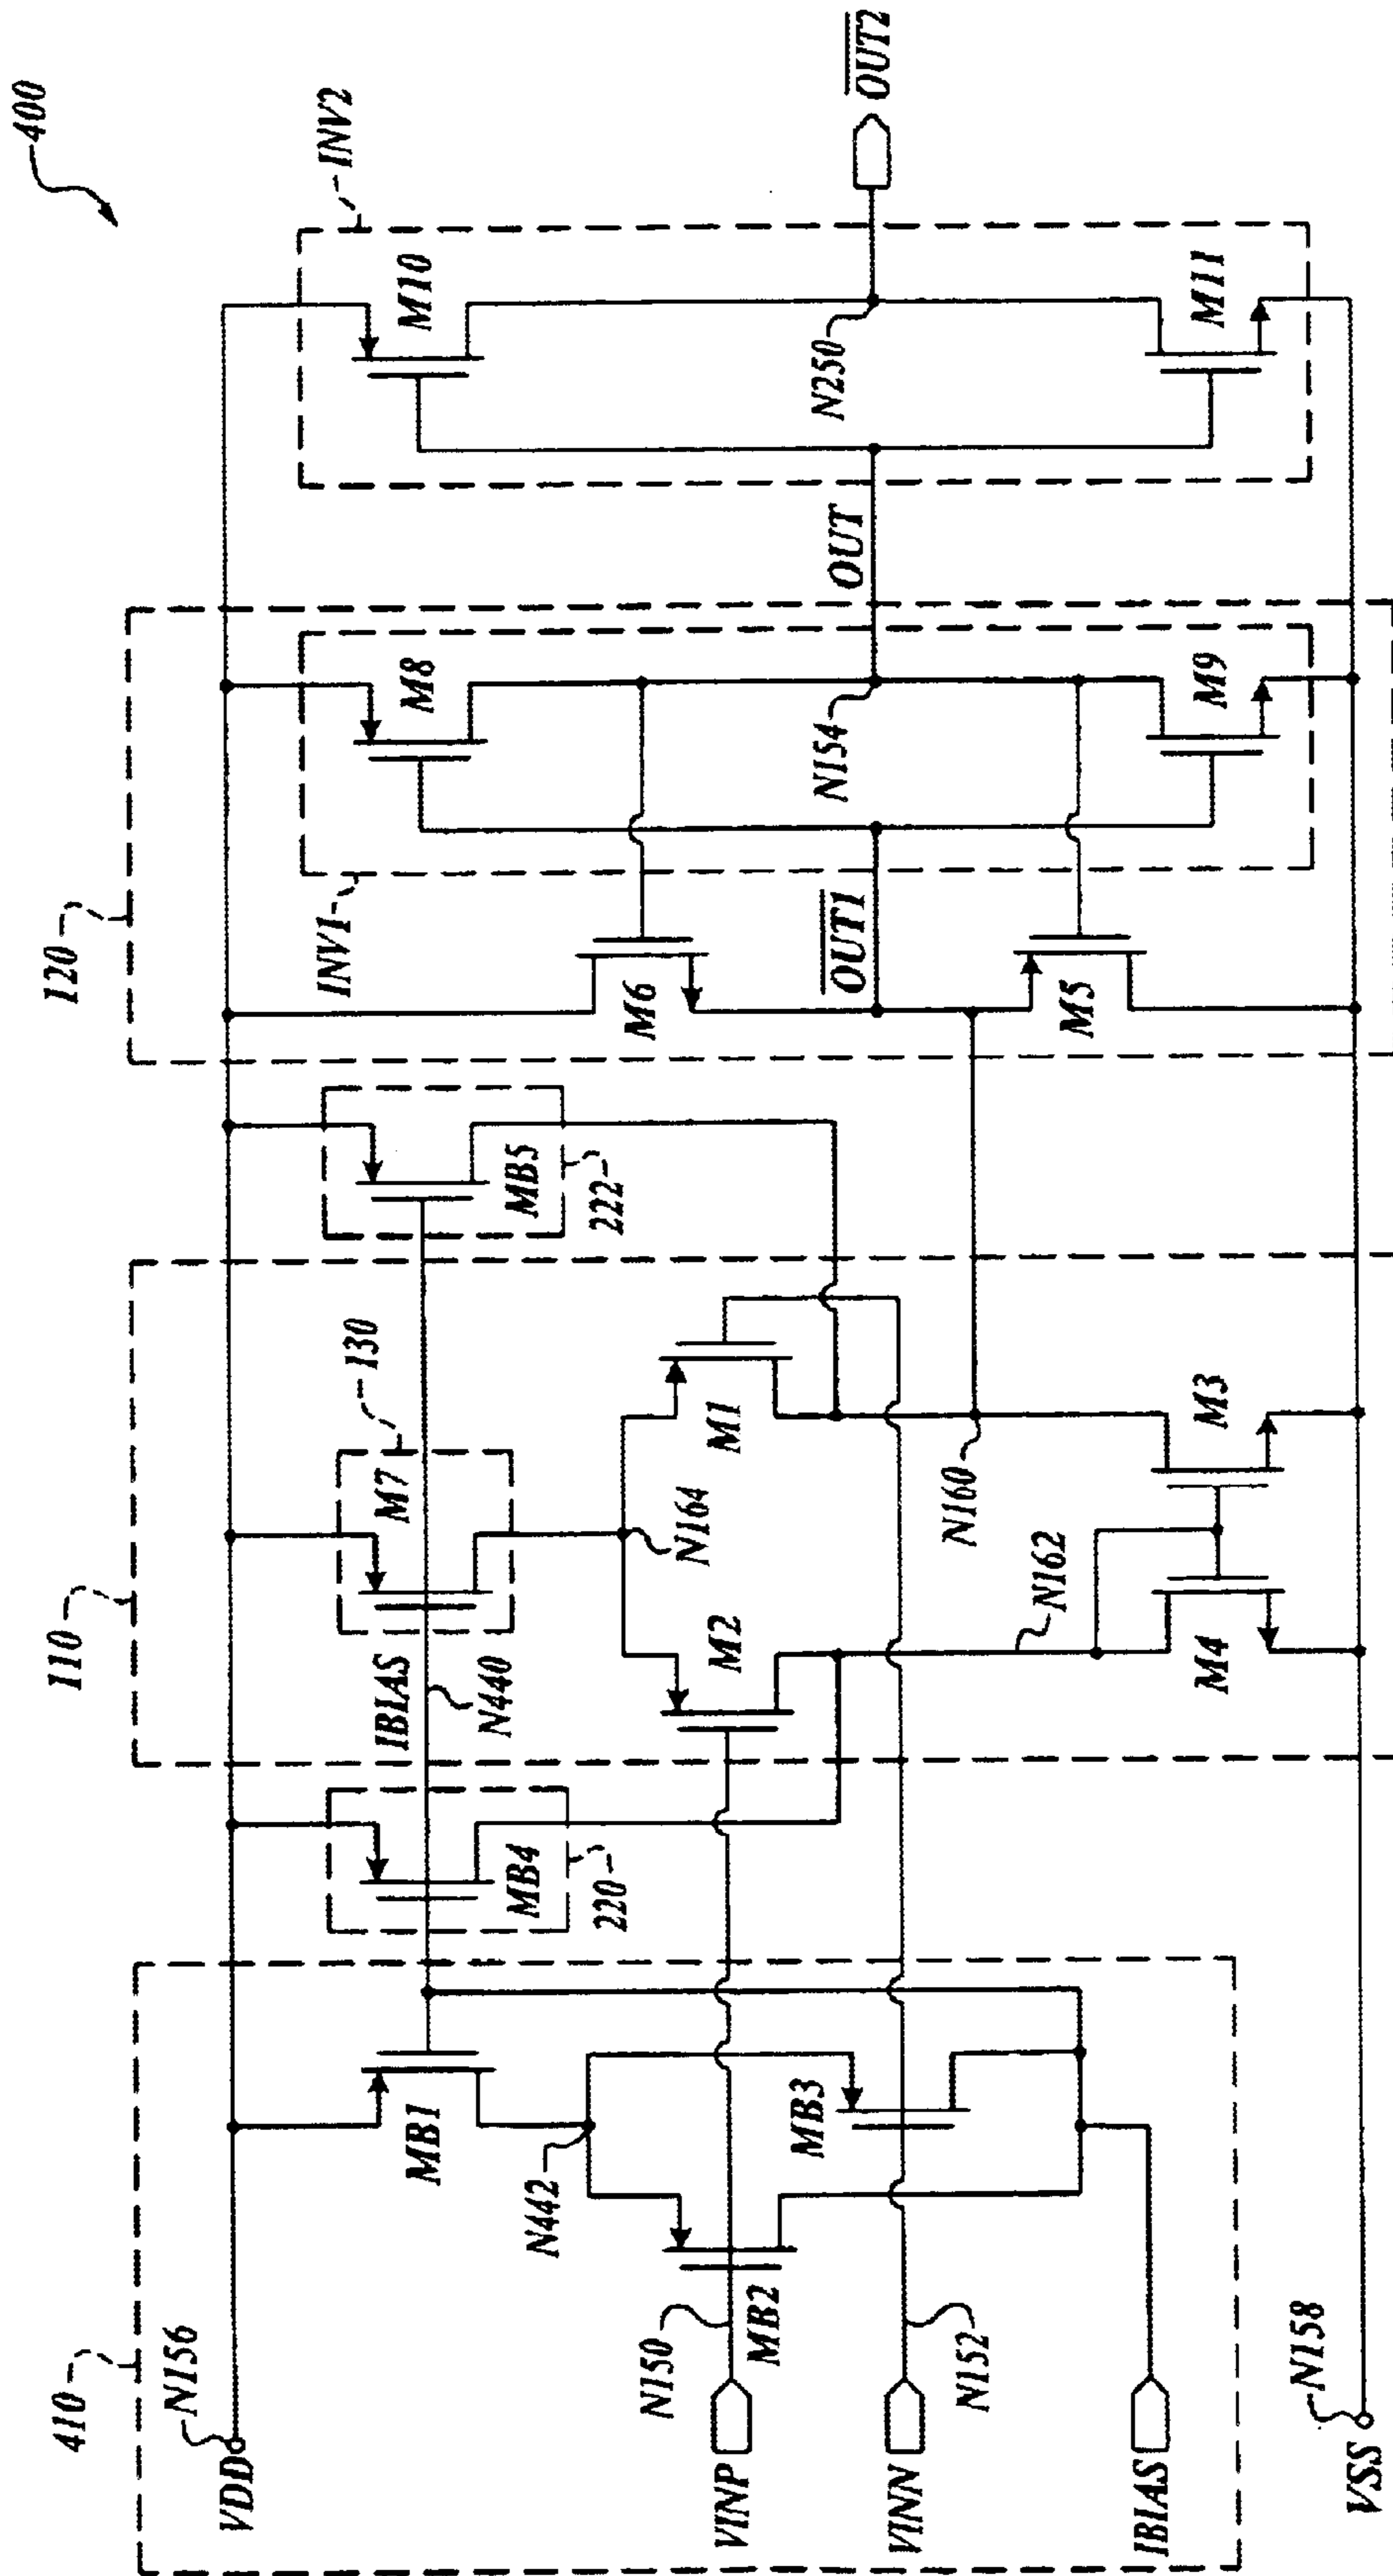 400
INV2
OUT2
M10
N250
M11
OUT
120
M8
N154
M9
INV1
M6
OUT1
M5
MB5
222
110
130
M7
IBIAS
N440
N164
M1
M2
N160
N162
M3
M4
MB4
220
410
N156
VDD
MB1
N442
MB3
MB2
N150
VINP
N152
VINN
IBIAS
N158
VSS